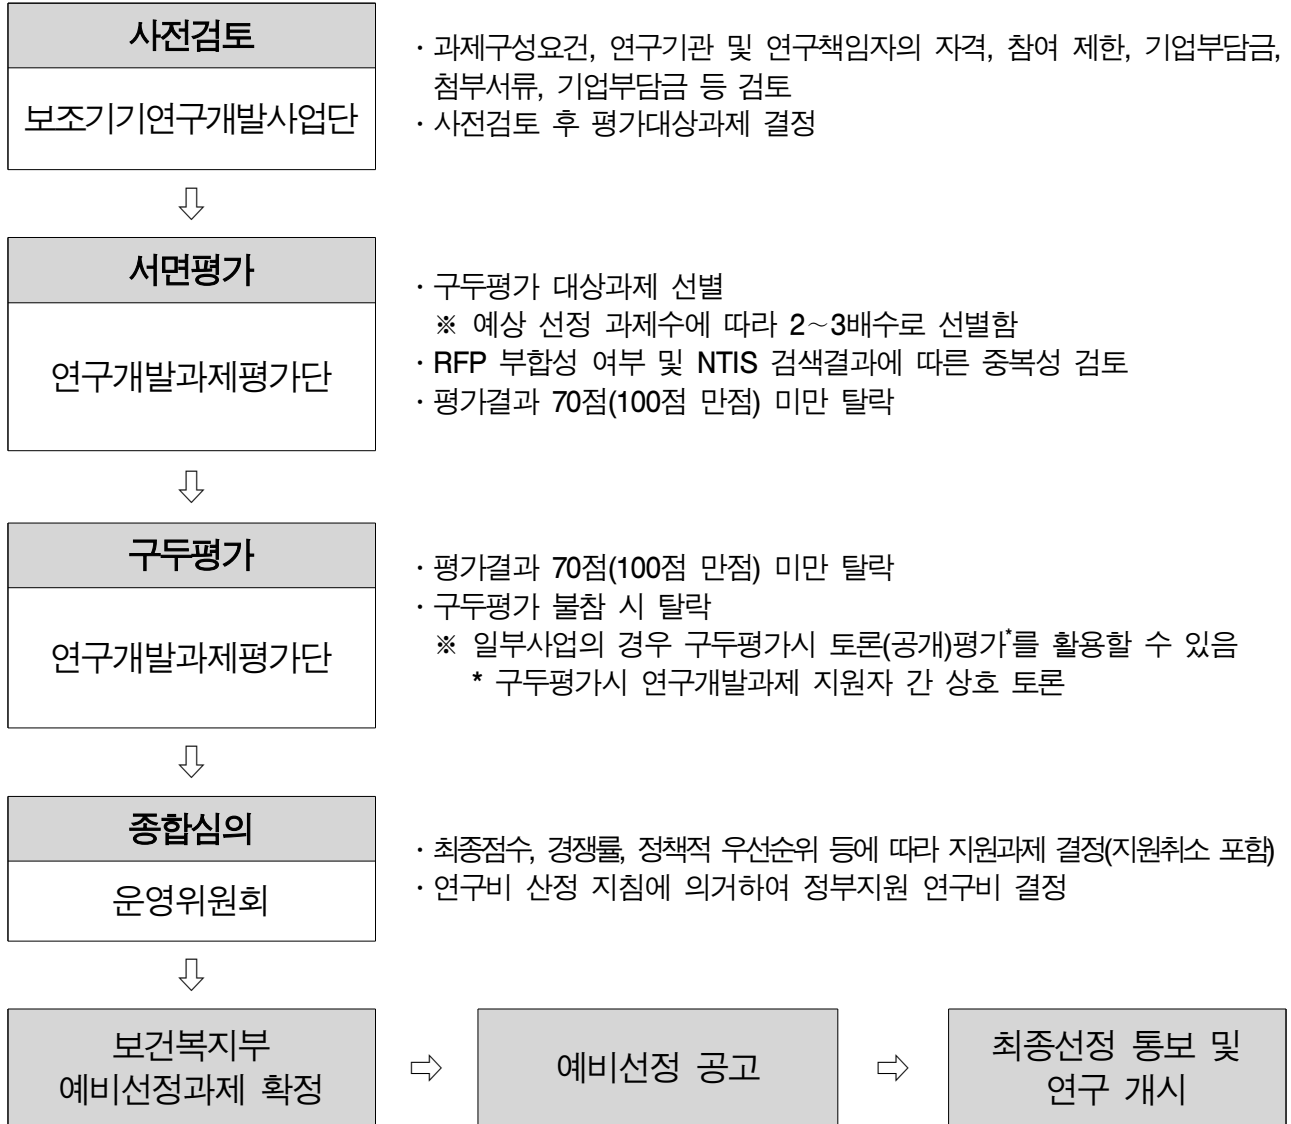 사전검토
보조기기연구개발사업단
· 과제구성요건, 연구기관 및 연구책임자의 자격, 참여 제한, 기업부담금,
첨부서류, 기업부담금 등 검토
· 사전검토 후 평가대상과제 결정
⇩
서면평가
연구개발과제평가단
· 구두평가 대상과제 선별
※ 예상 선정 과제수에 따라 2∼3배수로 선별함
· RFP 부합성 여부 및 NTIS 검색결과에 따른 중복성 검토
· 평가결과 70점(100점 만점) 미만 탈락
⇩
구두평가
연구개발과제평가단
· 평가결과 70점(100점 만점) 미만 탈락
· 구두평가 불참 시 탈락
※ 일부사업의 경우 구두평가시 토론(공개)평가*를 활용할 수 있음
* 구두평가시 연구개발과제 지원자 간 상호 토론
⇩
종합심의
운영위원회
· 최종점수, 경쟁률, 정책적 우선순위 등에 따라 지원과제 결정(지원취소 포함)
· 연구비 산정 지침에 의거하여 정부지원 연구비 결정
⇩
보건복지부
예비선정과제 확정
⇨
예비선정 공고
⇨
최종선정 통보 및
연구 개시